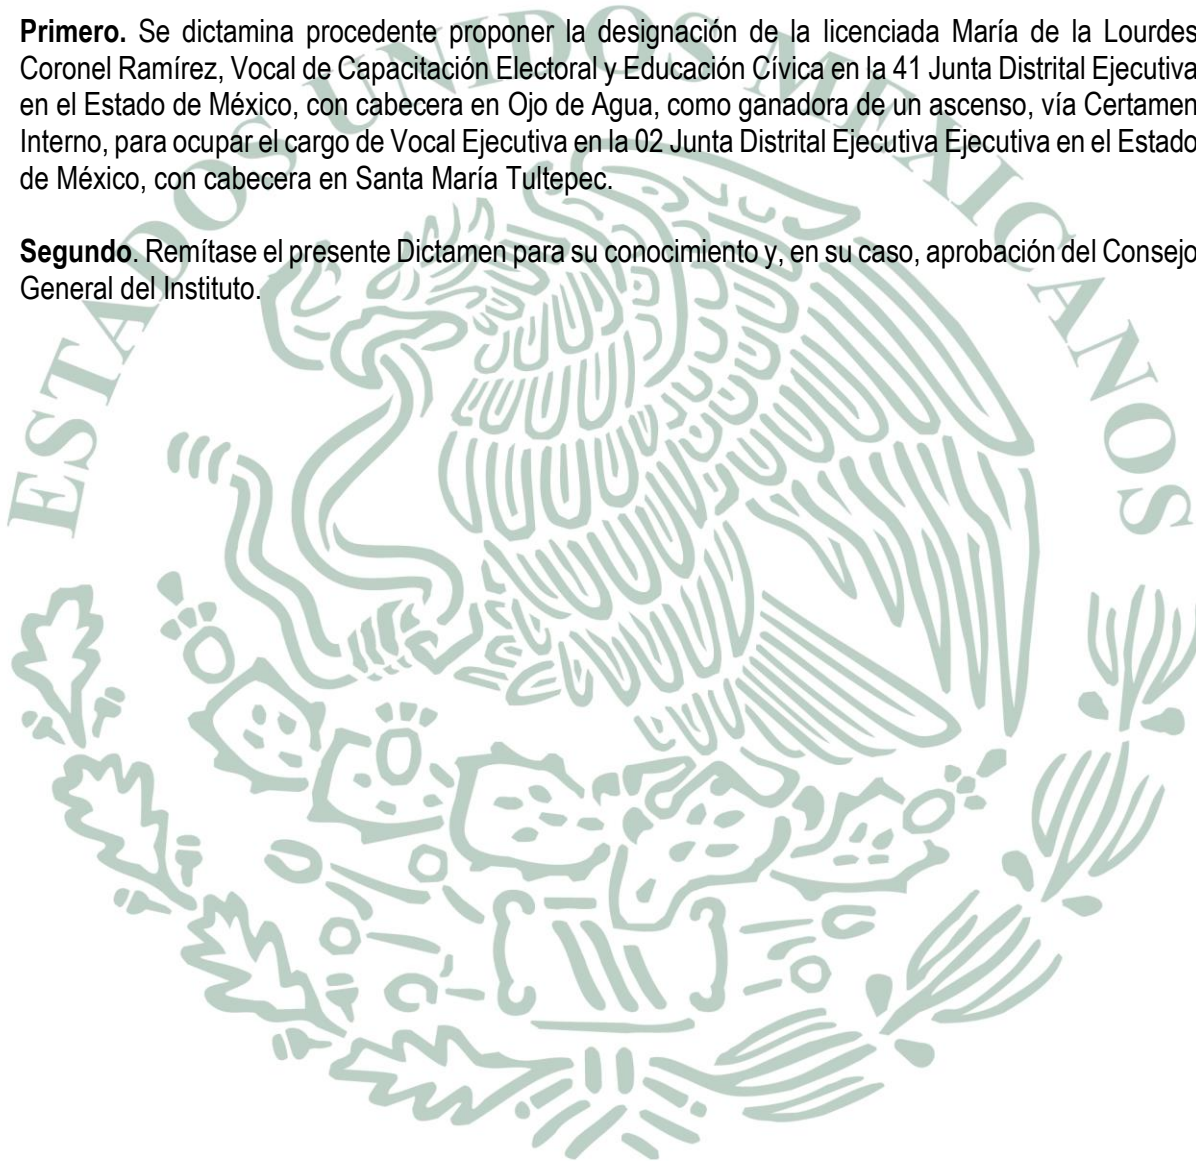 Primero. Se dictamina procedente proponer la designación de la licenciada María de la Lourdes
Coronel Ramírez, Vocal de Capacitación Electoral y Educación Cívica en la 41 Junta Distrital Ejecutiva
en el Estado de México, con cabecera en Ojo de Agua, como ganadora de un ascenso, vía Certamen
Interno, para ocupar el cargo de Vocal Ejecutiva en la 02 Junta Distrital Ejecutiva Ejecutiva en el Estado
de México, con cabecera en Santa María Tultepec.
Segundo. Remítase el presente Dictamen para su conocimiento y, en su caso, aprobación del Consejo
General del Instituto.
ESTADOS UNIDOS MEXICANOS